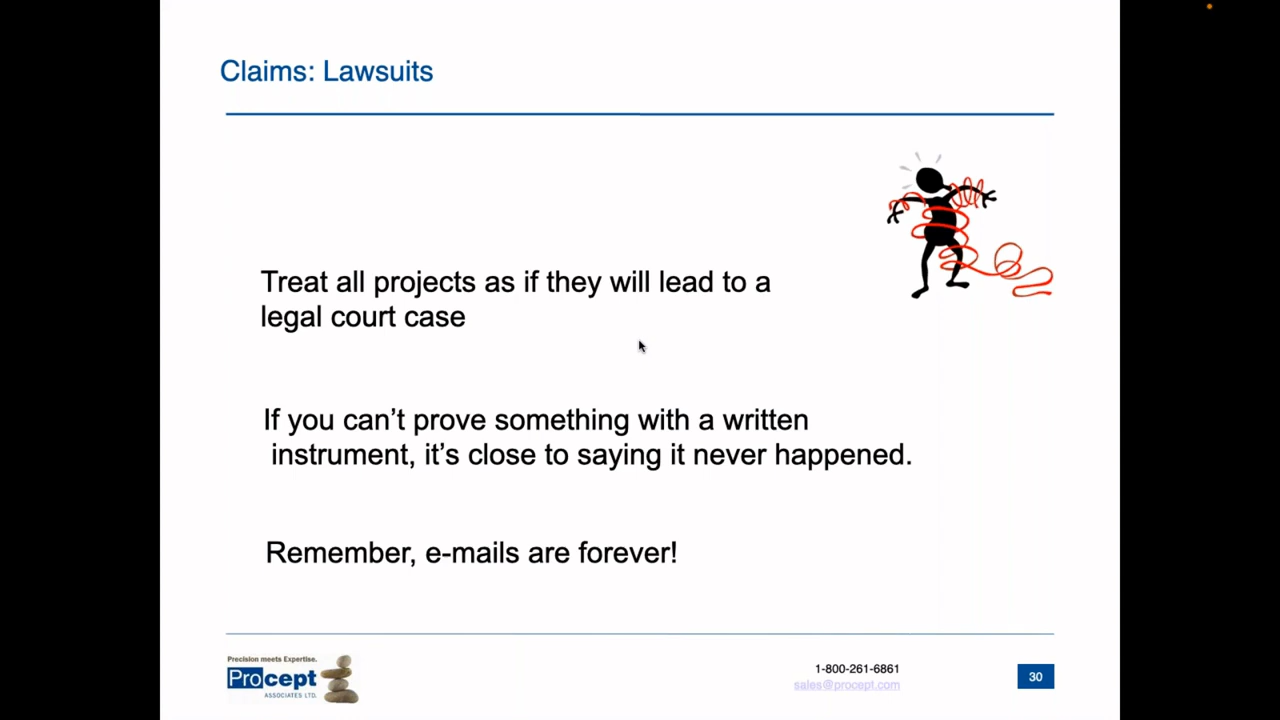 Claims: Lawsuits
Treat all projects as if they will lead to a
legal court case
If you can’t prove something with a written
instrument, it’s close to saying it never happened.
Remember, e-mails are forever!
Precision meets Expertise.
Procept
ASSOCIATES LTD.
1-800-261-6861
sales@procept.com
30